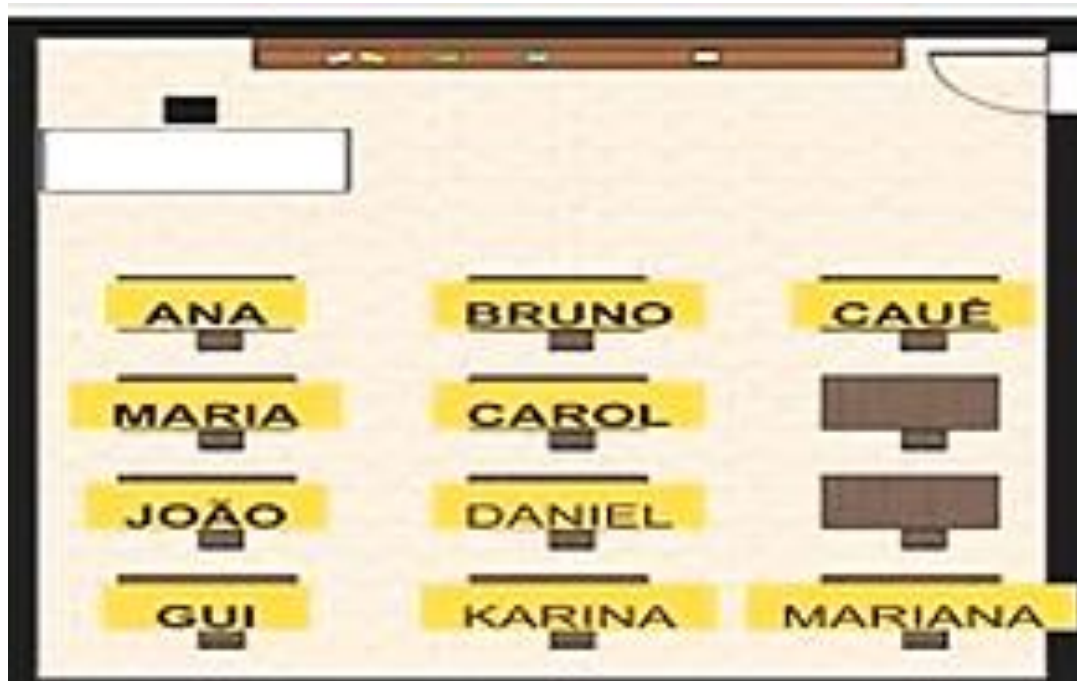 ANA BRUNO CAUÊ
MARIA CAROL
JOÃO DANIEL
GUI KARINA MARIANA